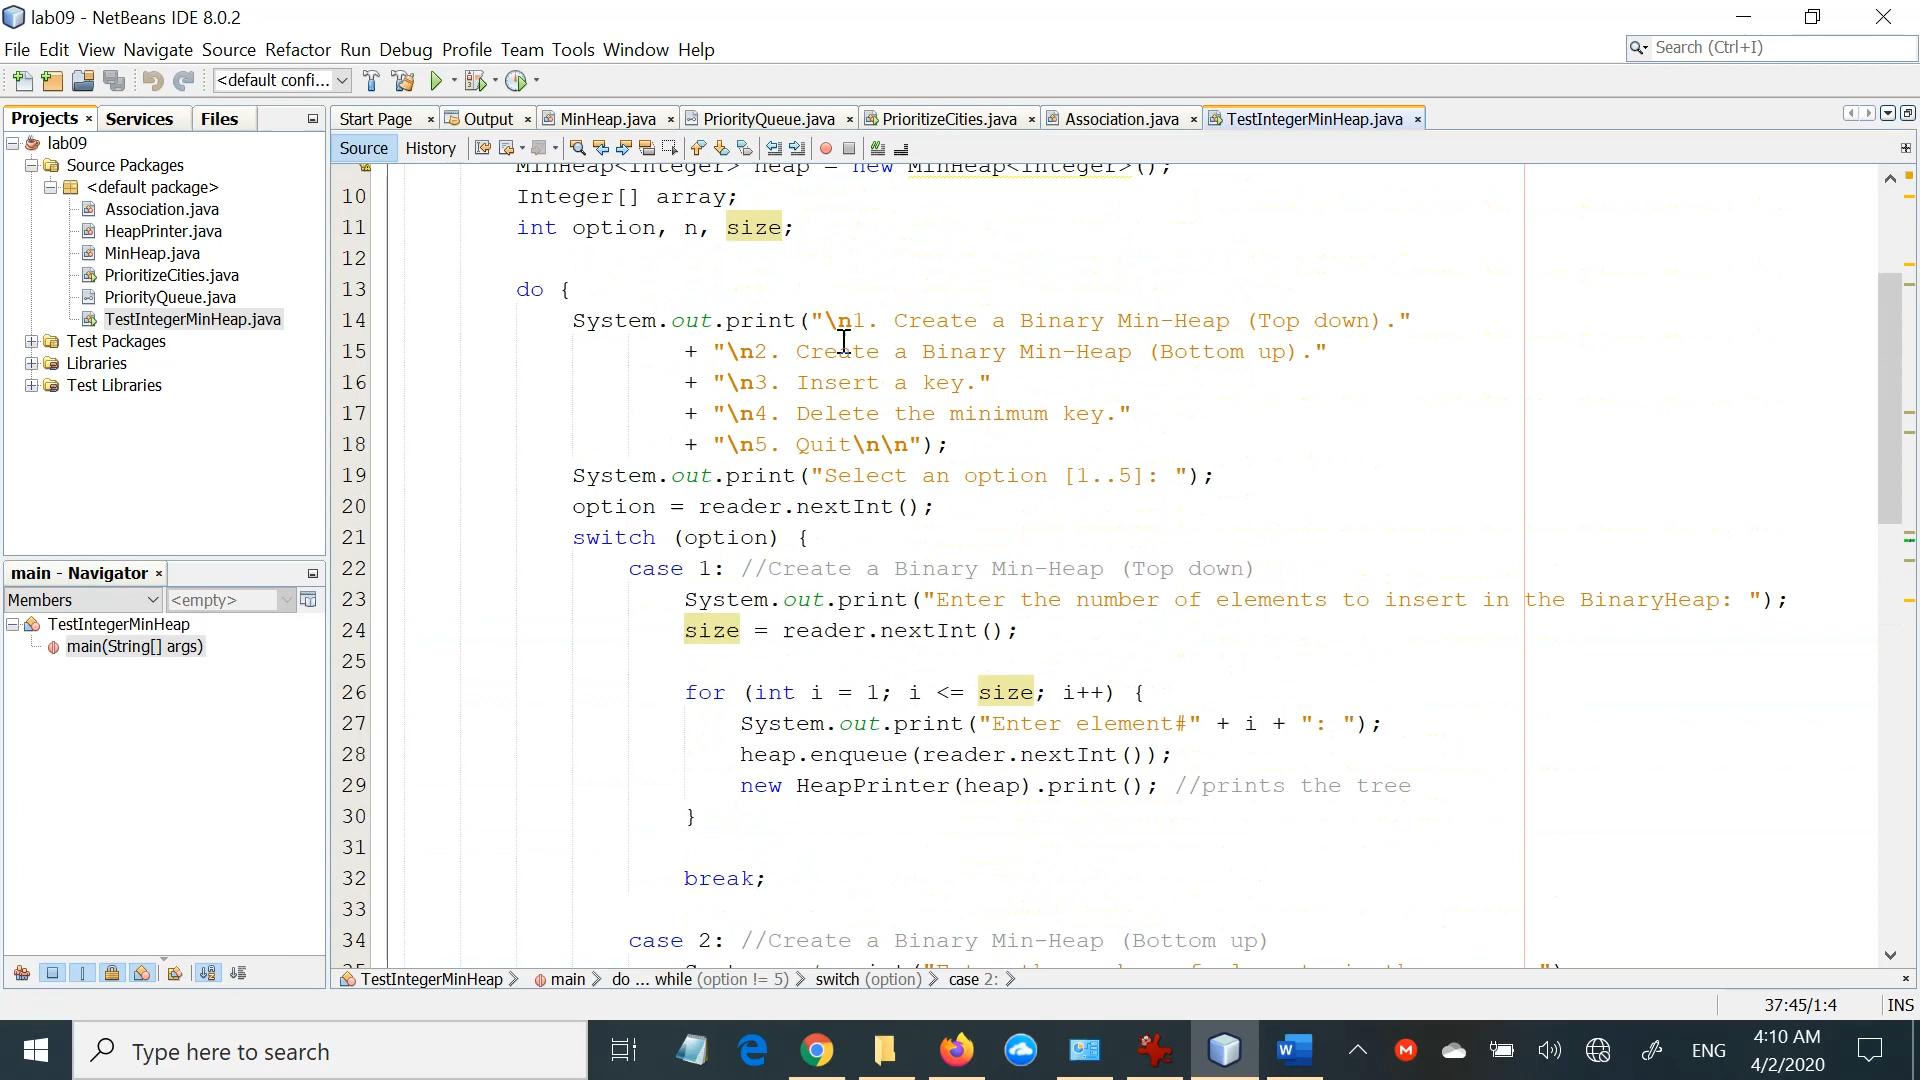 lab09 - NetBeans IDE 8.0.2
File Edit View Navigate Source Refactor Run Debug Profile Team Tools Window Help
Search (Ctrl+I)
<default confi...
Projects Services Files
Start Page Output MinHeap.java PriorityQueue.java PrioritizeCities.java Association.java TestIntegerMinHeap.java
Source History
lab09
Source Packages
<default package>
Association.java
HeapPrinter.java
MinHeap.java
PrioritizeCities.java
PriorityQueue.java
TestIntegerMinHeap.java
Test Packages
Libraries
Test Libraries
main - Navigator
Members <empty>
TestIntegerMinHeap
main(String[] args)
MinHeap<Integer> heap = new MinHeap<Integer>();
10 Integer[] array;
11 int option, n, size;
12
13 do {
14 System.out.print("\n1. Create a Binary Min-Heap (Top down)."
15 + "\n2. Create a Binary Min-Heap (Bottom up)."
16 + "\n3. Insert a key."
17 + "\n4. Delete the minimum key."
18 + "\n5. Quit\n\n");
19 System.out.print("Select an option [1..5]: ");
20 option = reader.nextInt();
21 switch (option) {
22 case 1: //Create a Binary Min-Heap (Top down)
23 System.out.print("Enter the number of elements to insert in the BinaryHeap: ");
24 size = reader.nextInt();
25
26 for (int i = 1; i <= size; i++) {
27 System.out.print("Enter element#" + i + ": ");
28 heap.enqueue(reader.nextInt());
29 new HeapPrinter(heap).print(); //prints the tree
30 }
31
32 break;
33
34 case 2: //Create a Binary Min-Heap (Bottom up)
TestIntegerMinHeap main do ... while (option != 5) switch (option) case 2:
37:45/1:4 INS
Type here to search
ENG
4:10 AM
4/2/2020